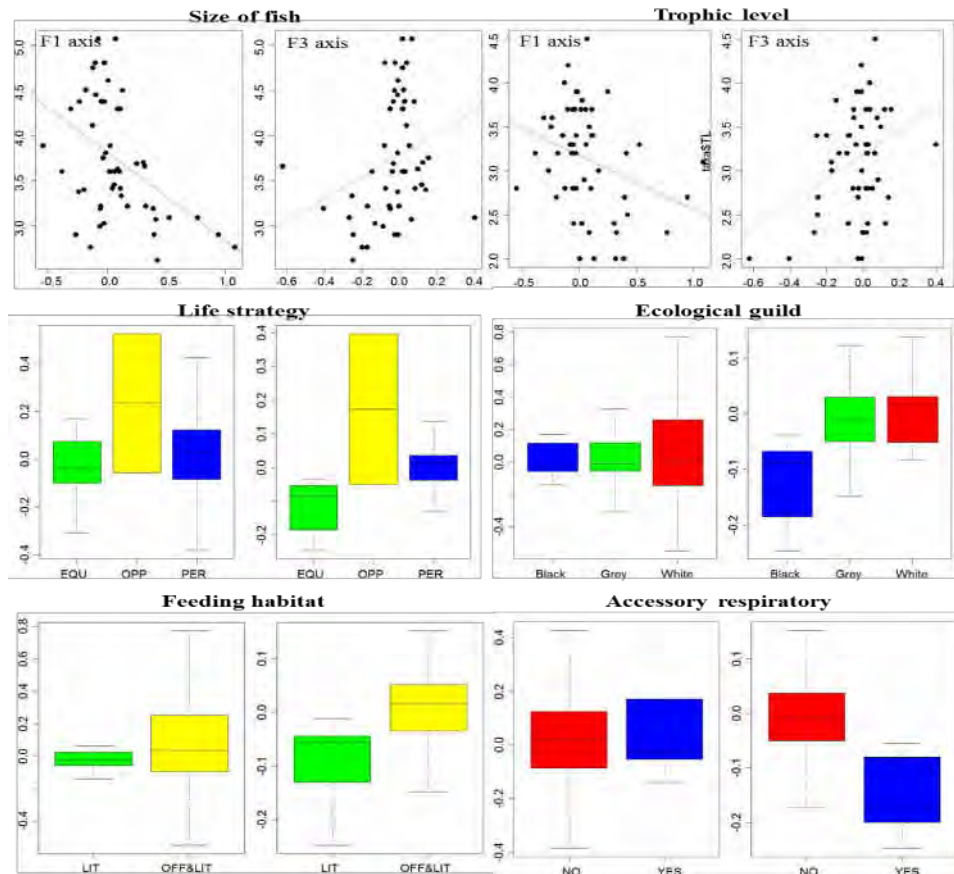 Size of fish Trophic level
F1 axis F3 axis F1 axis F3 axis
5.0 5.0 4.5 4.5
4.5 4.5 4.0 4.0
4.0 4.0 3.5 3.5
3.5 3.5 3.0 3.0
3.0 3.0 2.5 2.5
2.0 2.0
-0.5 0.0 0.5 1.0 -0.6 -0.4 -0.2 0.0 0.2 0.4 -0.5 0.0 0.5 1.0 -0.6 -0.4 -0.2 0.0 0.2 0.4
Life strategy Ecological guild
0.4 0.4 0.8 0.1
0.2 0.3 0.6 0.0
0.0 0.2 0.4 -0.1
-0.2 0.1 0.2 -0.2
-0.4 0.0 0.0
-0.2 -0.4
EQU OPP PER EQU OPP PER Black Grey White Black Grey White
Feeding habitat Accessory respiratory
0.8 0.1 0.4 0.1
0.6 0.0 0.2 0.0
0.4 -0.1 0.0 -0.1
0.2 -0.2 -0.2 -0.2
0.0 -0.4
-0.4
LIT OFF&LIT LIT OFF&LIT NO YES NO YES